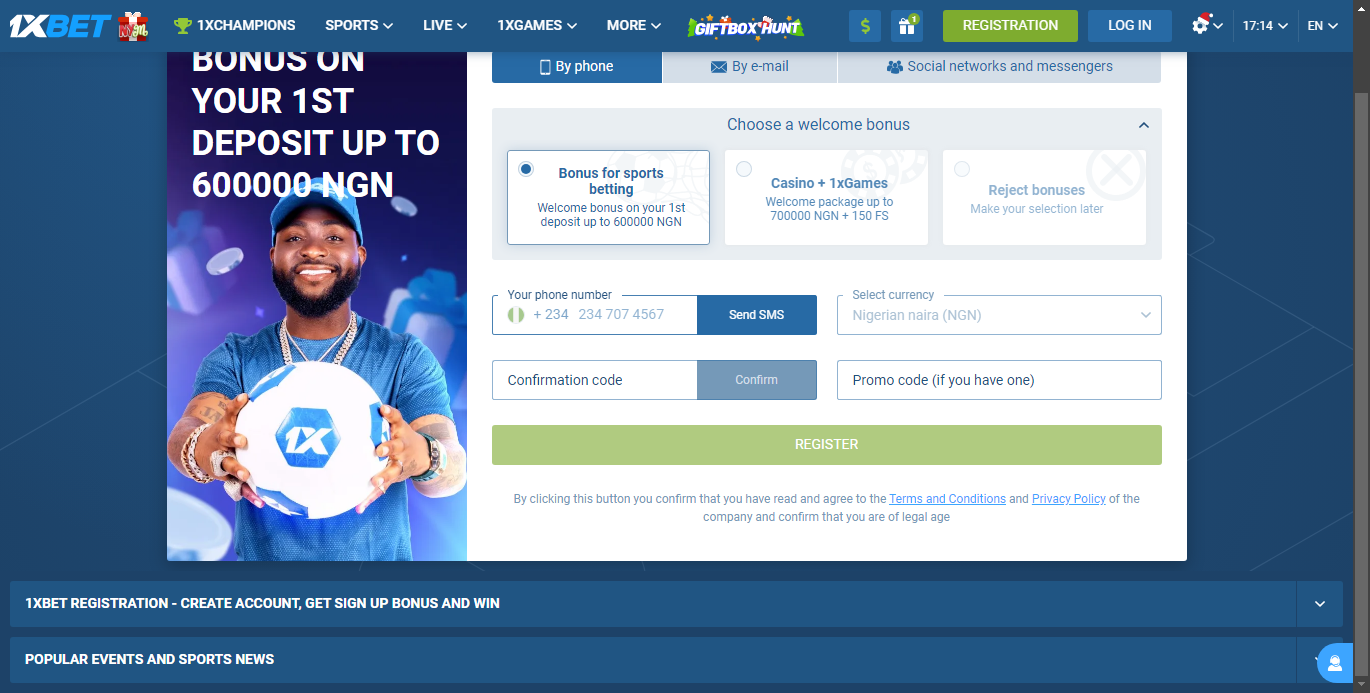 1XBET
1XCHAMPIONS
SPORTS
LIVE
1XGAMES
MORE
GIFTBOX HUNT
$
1
REGISTRATION
LOG IN
17:14
EN
BONUS ON
YOUR 1ST
DEPOSIT UP TO
600000 NGN
1X
By phone
By e-mail
Social networks and messengers
Choose a welcome bonus
Bonus for sports
betting
Welcome bonus on your 1st
deposit up to 600000 NGN
Casino + 1xGames
Welcome package up to
700000 NGN + 150 FS
Reject bonuses
Make your selection later
Your phone number
+ 234 234 707 4567
Send SMS
Select currency
Nigerian naira (NGN)
Confirmation code
Confirm
Promo code (if you have one)
REGISTER
By clicking this button you confirm that you have read and agree to the Terms and Conditions and Privacy Policy of the
company and confirm that you are of legal age
1XBET REGISTRATION - CREATE ACCOUNT, GET SIGN UP BONUS AND WIN
POPULAR EVENTS AND SPORTS NEWS